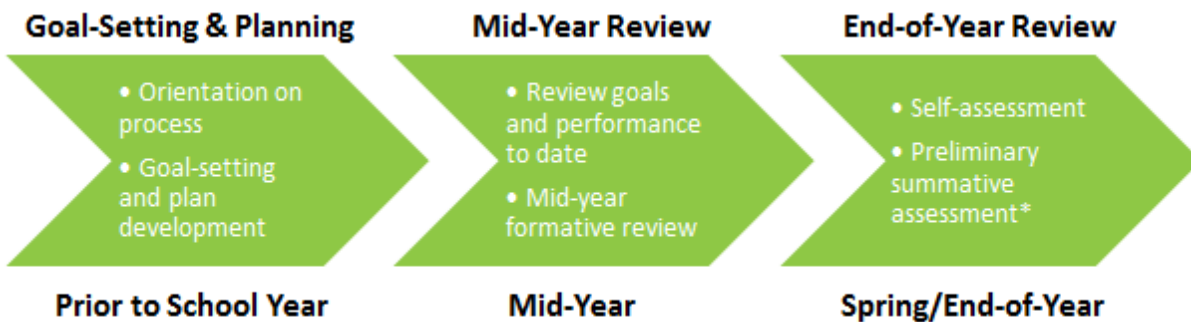 Goal-Setting & Planning
• Orientation on
process
• Goal-setting
and plan
development
Prior to School Year
Mid-Year Review
• Review goals
and performance
to date
• Mid-year
formative review
Mid-Year
End-of-Year Review
• Self-assessment
• Preliminary
summative
assessment*
Spring/End-of-Year